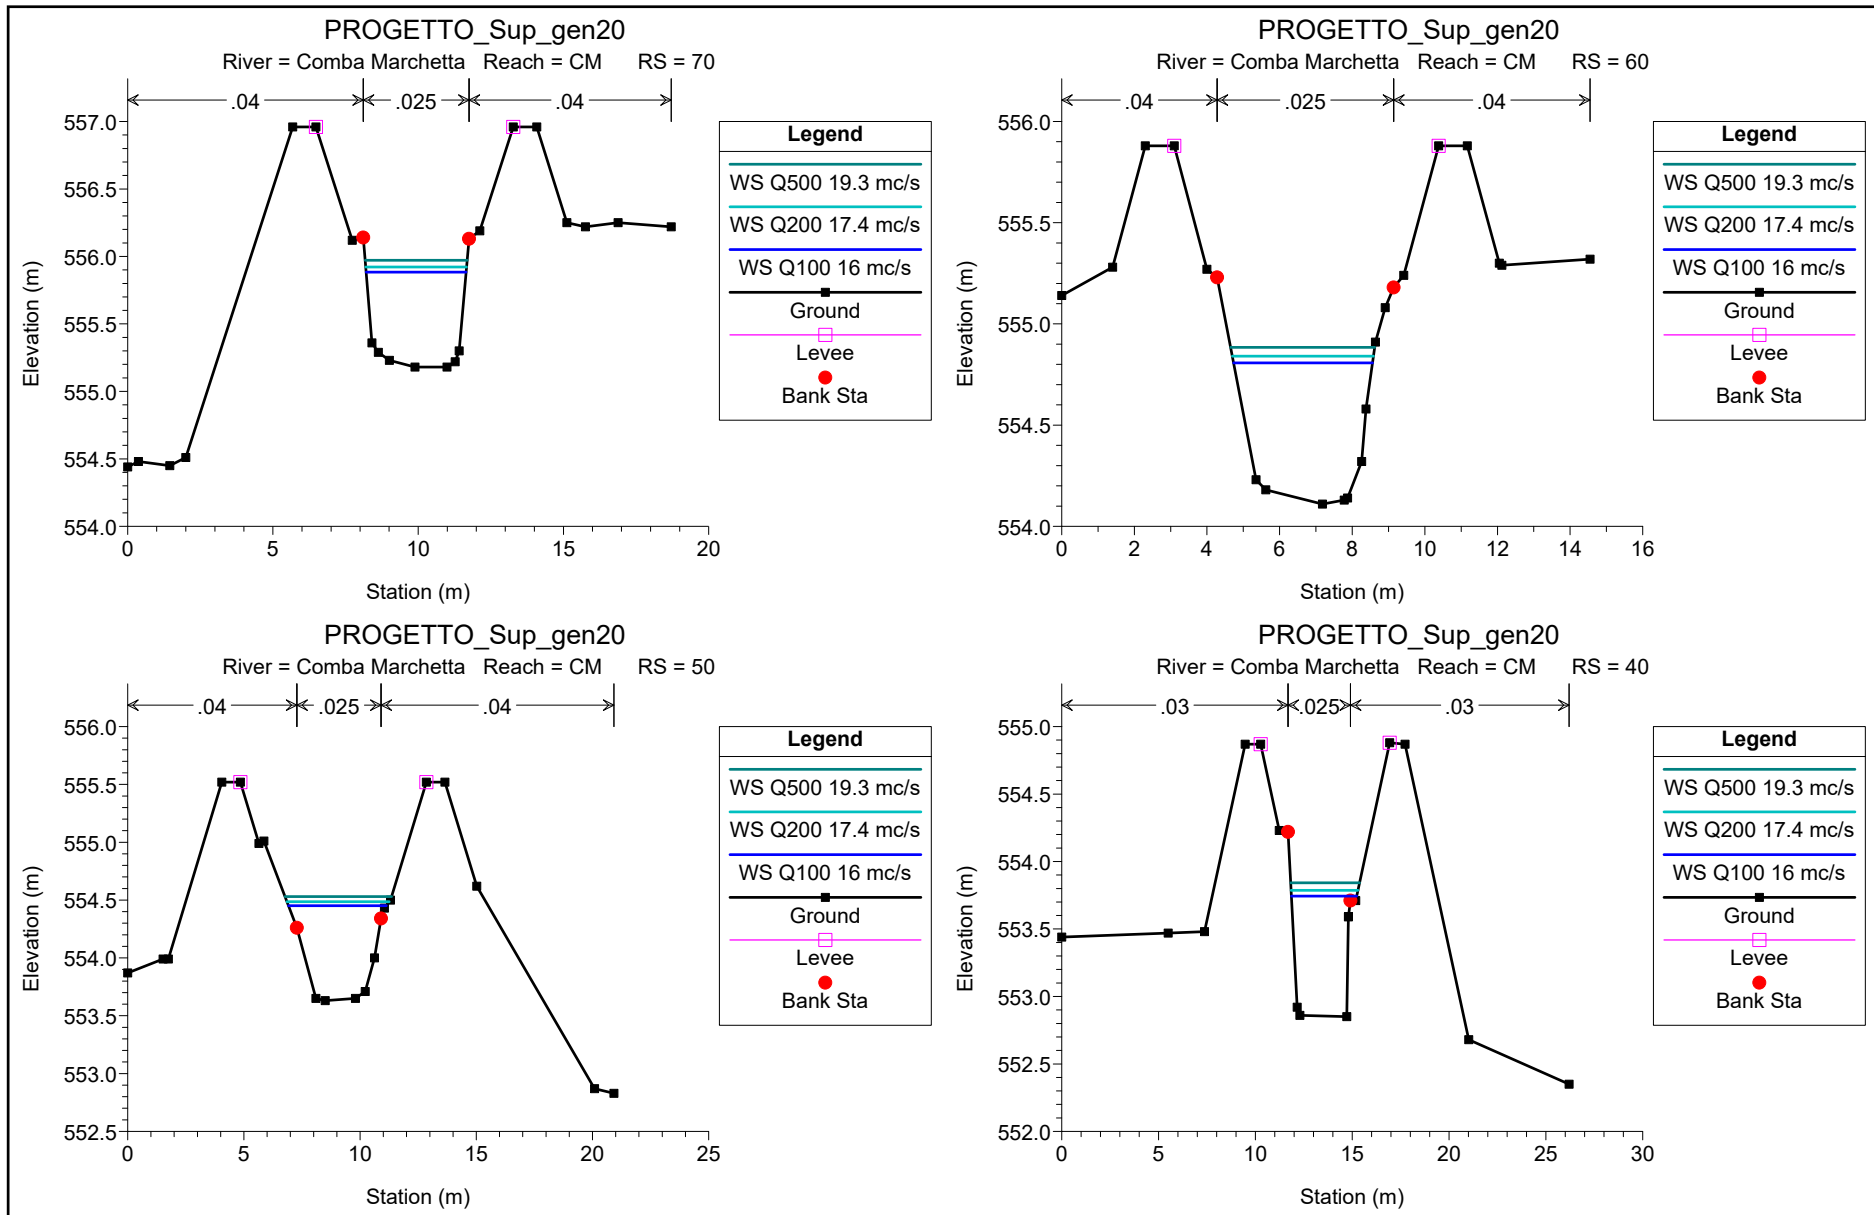 PROGETTO_Sup_gen20
River = Comba Marchetta Reach = CM RS = 70
.04 .025 .04
557.0
556.5
556.0
555.5
555.0
554.5
554.0
0 5 10 15 20
Elevation (m)
Station (m)
Legend
WS Q500 19.3 mc/s
WS Q200 17.4 mc/s
WS Q100 16 mc/s
Ground
Levee
Bank Sta
PROGETTO_Sup_gen20
River = Comba Marchetta Reach = CM RS = 60
.04 .025 .04
556.0
555.5
555.0
554.5
554.0
0 2 4 6 8 10 12 14 16
Elevation (m)
Station (m)
Legend
WS Q500 19.3 mc/s
WS Q200 17.4 mc/s
WS Q100 16 mc/s
Ground
Levee
Bank Sta
PROGETTO_Sup_gen20
River = Comba Marchetta Reach = CM RS = 50
.04 .025 .04
556.0
555.5
555.0
554.5
554.0
553.5
553.0
552.5
0 5 10 15 20 25
Elevation (m)
Station (m)
Legend
WS Q500 19.3 mc/s
WS Q200 17.4 mc/s
WS Q100 16 mc/s
Ground
Levee
Bank Sta
PROGETTO_Sup_gen20
River = Comba Marchetta Reach = CM RS = 40
.03 .025 .03
555.0
554.5
554.0
553.5
553.0
552.5
552.0
0 5 10 15 20 25 30
Elevation (m)
Station (m)
Legend
WS Q500 19.3 mc/s
WS Q200 17.4 mc/s
WS Q100 16 mc/s
Ground
Levee
Bank Sta